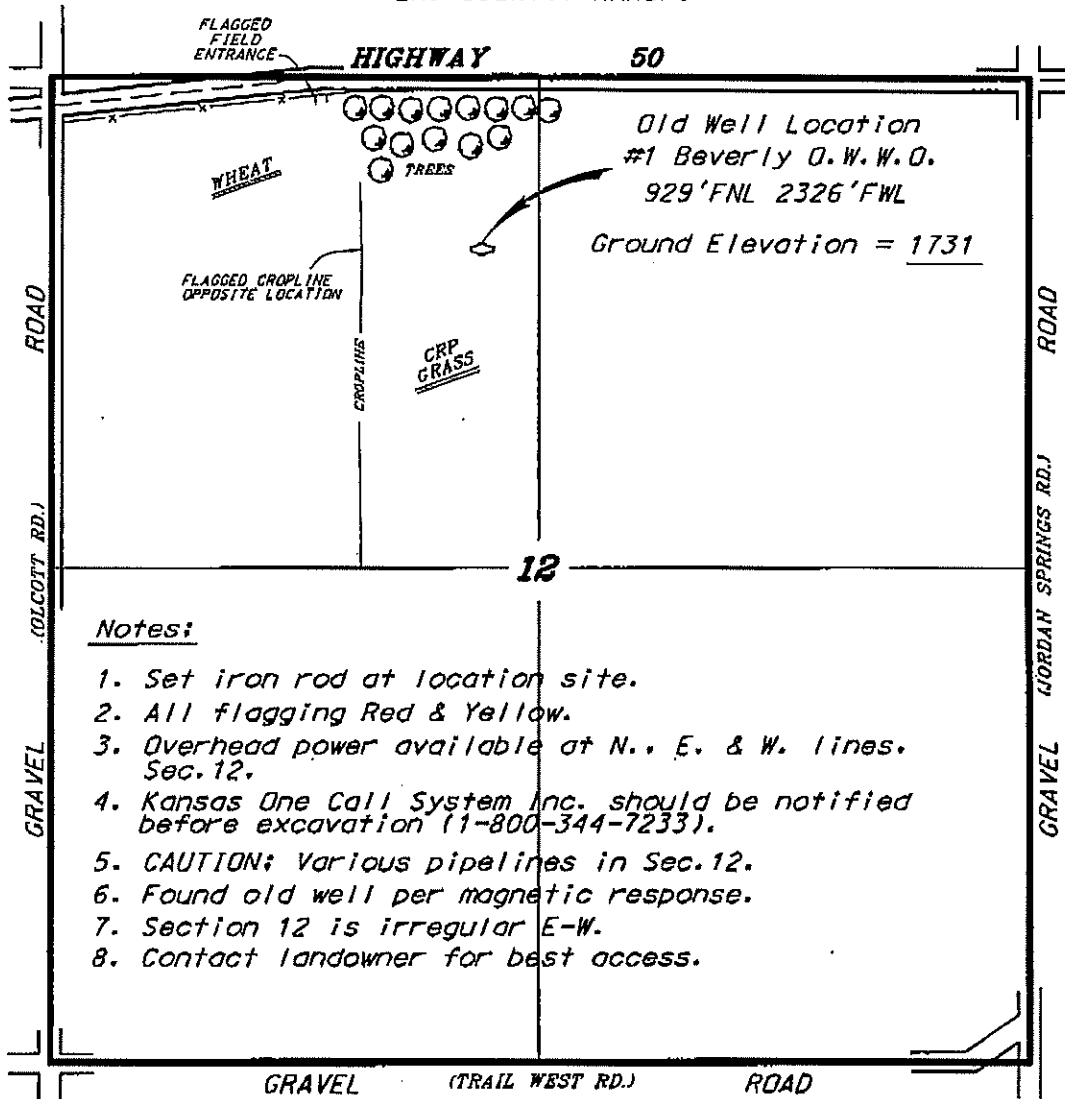 FLAGGED
FIELD
ENTRANCE
HIGHWAY 50
Old Well Location
#1 Beverly O.W.W.O.
929'FNL 2326'FWL
Ground Elevation = 1731
TREES
WHEAT
FLAGGED CROPLINE
OPPOSITE LOCATION
CROPLINE
CRP
GRASS
ROAD
(OLCOTT RD.)
GRAVEL
ROAD
(JORDAN SPRINGS RD.)
GRAVEL
12
Notes:
1. Set iron rod at location site.
2. All flagging Red & Yellow.
3. Overhead power available at N., E. & W. lines.
Sec.12.
4. Kansas One Call System Inc. should be notified
before excavation (1-800-344-7233).
5. CAUTION: Various pipelines in Sec.12.
6. Found old well per magnetic response.
7. Section 12 is irregular E-W.
8. Contact landowner for best access.
GRAVEL (TRAIL WEST RD.) ROAD